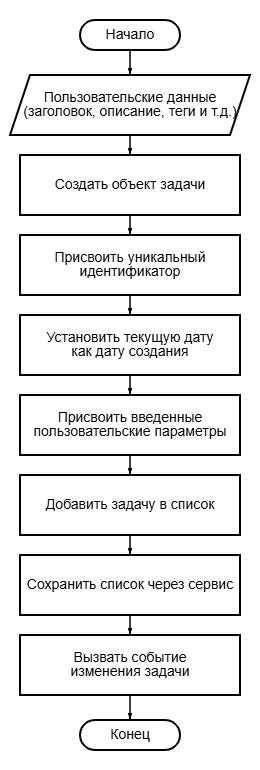 Начало
Пользовательские данные
(заголовок, описание, теги и т.д.)
Создать объект задачи
Присвоить уникальный
идентификатор
Установить текущую дату
как дату создания
Присвоить введенные
пользовательские параметры
Добавить задачу в список
Сохранить список через сервис
Вызвать событие
изменения задачи
Конец